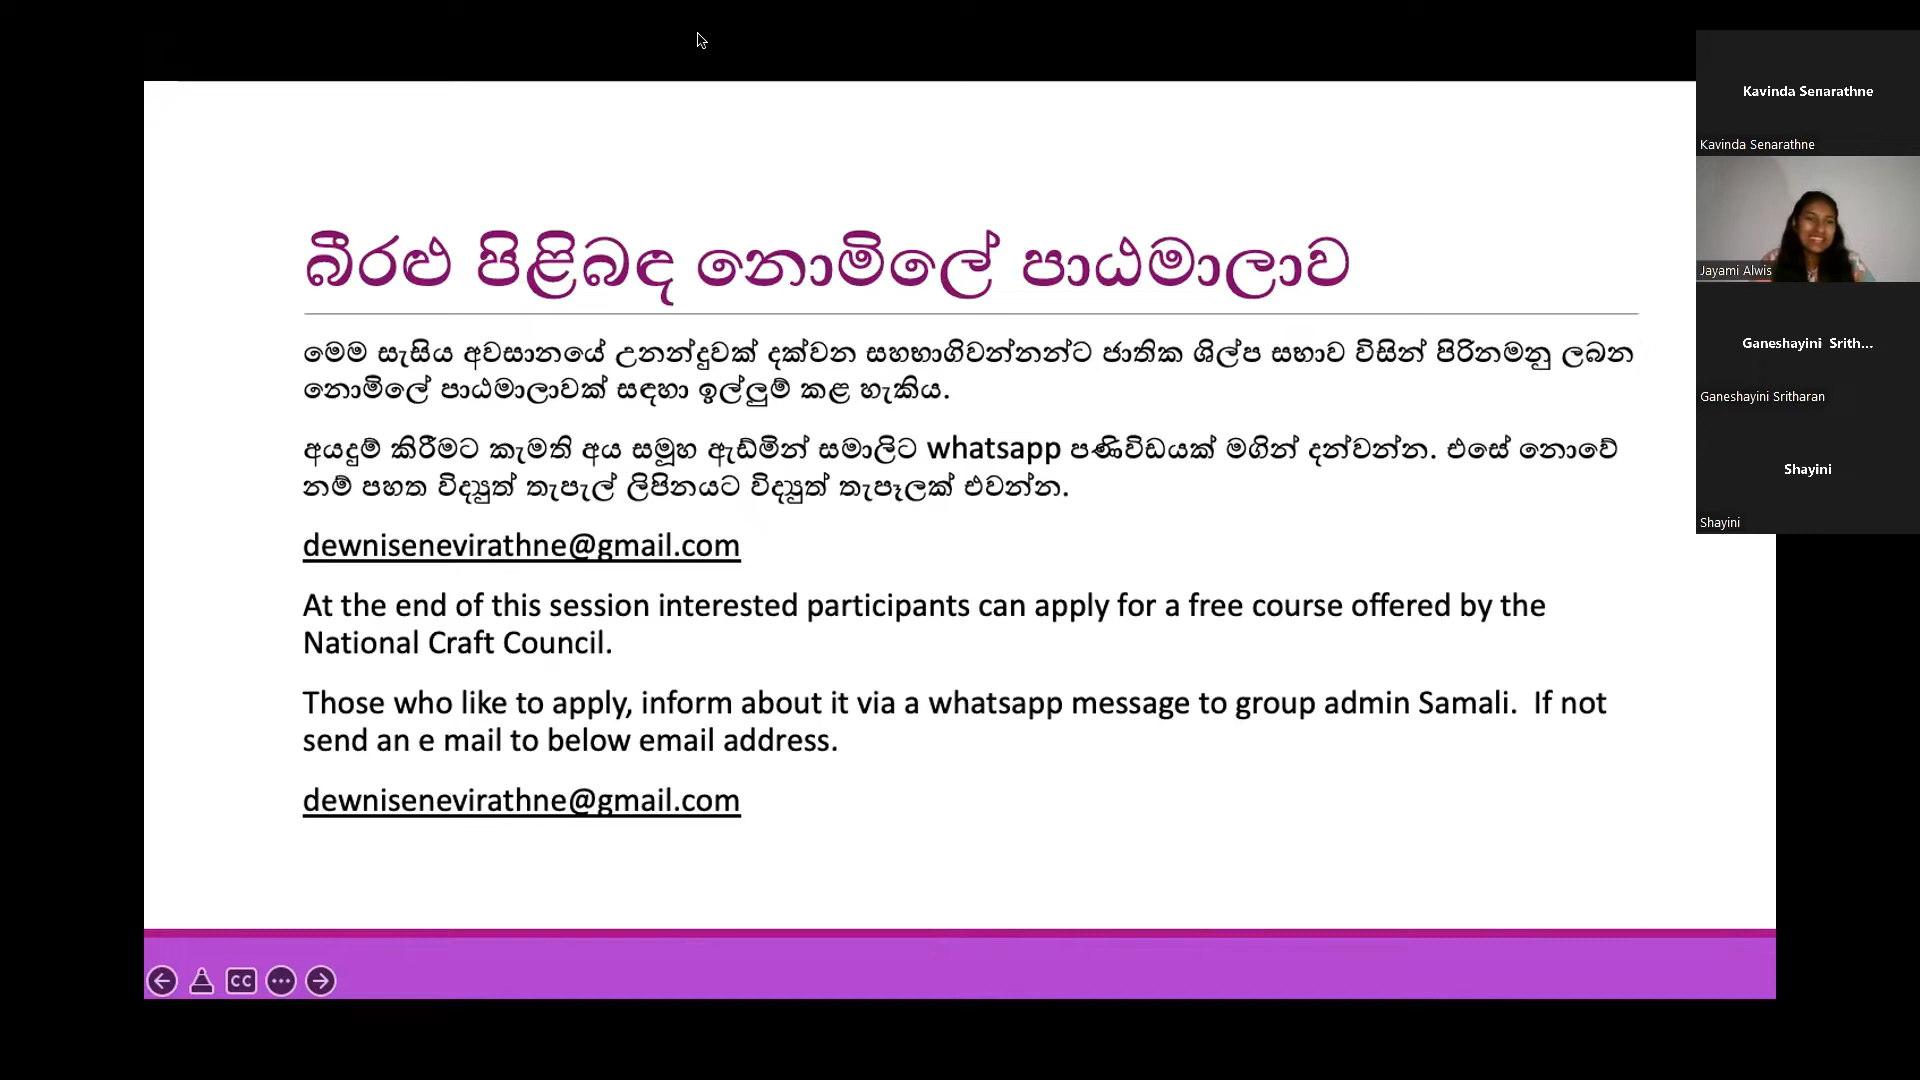 බීරළු පිළිබඳ නොමිලේ පාඨමාලාව
මෙම සැසිය අවසානයේ උනන්දුවක් දක්වන සහභාගිවන්නන්ට ජාතික ශිල්ප සභාව විසින් පිරිනමනු ලබන
නොමිලේ පාඨමාලාවක් සඳහා ඉල්ලුම් කළ හැකිය.
අයදුම් කිරීමට කැමති අය සමූහ ඇඩ්මින් සමාලිට whatsapp පණිවිඩයක් මගින් දන්වන්න. එසේ නොවේ
නම් පහත විද්‍යුත් තැපැල් ලිපිනයට විද්‍යුත් තැපෑලක් එවන්න.
dewnisenevirathne@gmail.com
At the end of this session interested participants can apply for a free course offered by the
National Craft Council.
Those who like to apply, inform about it via a whatsapp message to group admin Samali.  If not
send an e mail to below email address.
dewnisenevirathne@gmail.com
CC
Kavinda Senarathne
Kavinda Senarathne
Jayami Alwis
Ganeshayini Srith...
Ganeshayini Sritharan
Shayini
Shayini